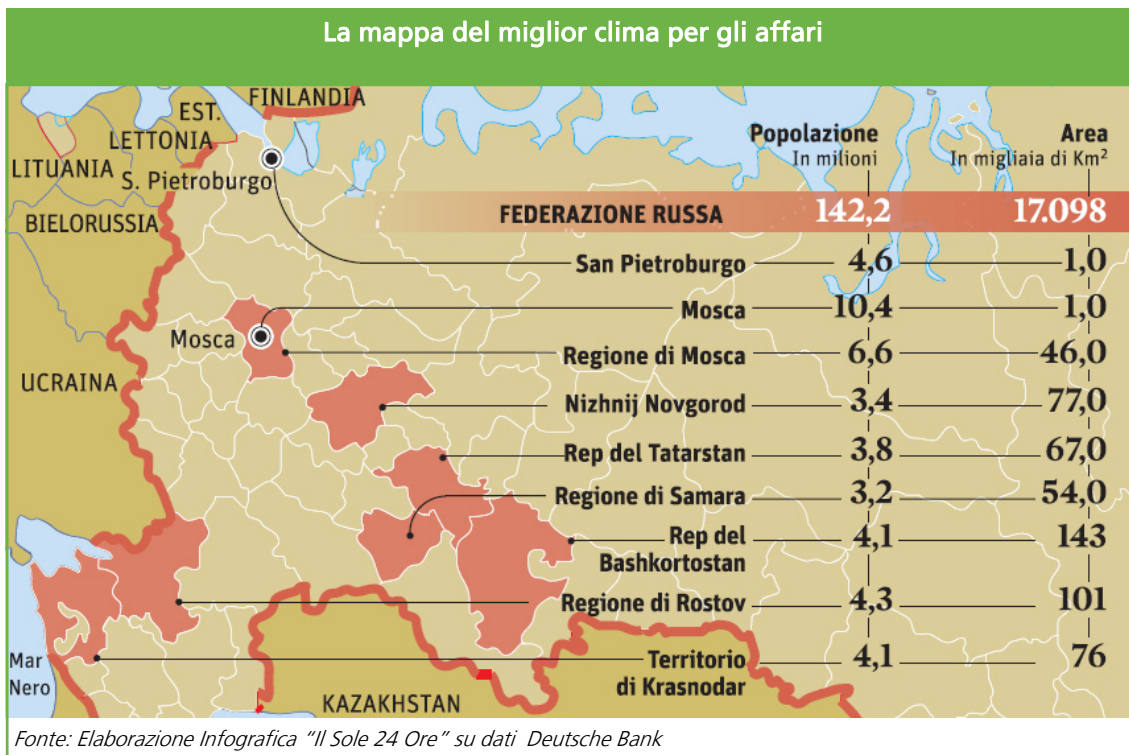 La mappa del miglior clima per gli affari
FINLANDIA
EST.
LETTONIA
LITUANIA
S. Pietroburgo
BIELORUSSIA
Mosca
UCRAINA
Mar
Nero
KAZAKHSTAN
Popolazione Area
In milioni In migliaia di Km²
FEDERAZIONE RUSSA 142,2 17.098
San Pietroburgo 4,6 1,0
Mosca 10,4 1,0
Regione di Mosca 6,6 46,0
Nizhnij Novgorod 3,4 77,0
Rep del Tatarstan 3,8 67,0
Regione di Samara 3,2 54,0
Rep del 4,1 143
Bashkortostan
Regione di Rostov 4,3 101
Territorio 4,1 76
di Krasnodar
Fonte: Elaborazione Infografica "Il Sole 24 Ore" su dati Deutsche Bank